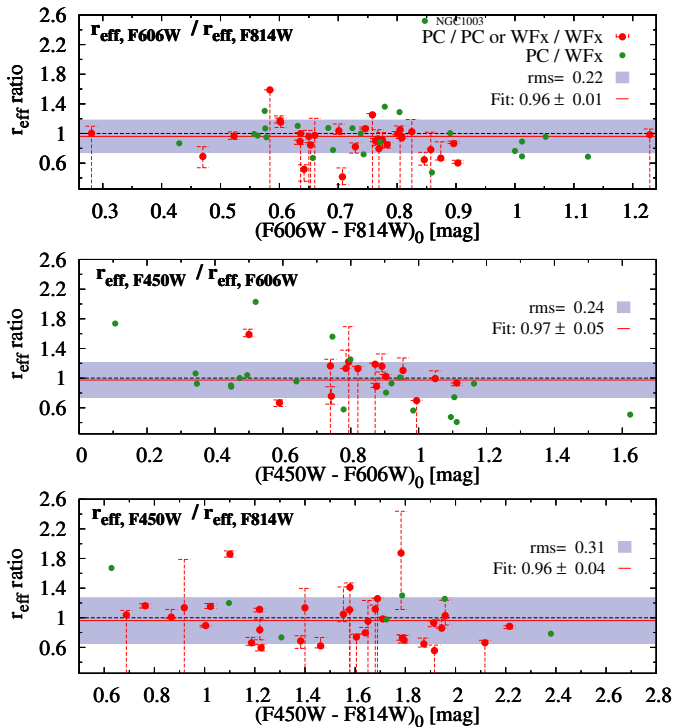 r_eff, F606W / r_eff, F814W
NGC1003
PC / PC or WFx / WFx
PC / WFx
rms= 0.22
Fit: 0.96 ± 0.01
r_eff ratio
2.6
2.2
1.8
1.4
1
0.6
0.3 0.4 0.5 0.6 0.7 0.8 0.9 1 1.1 1.2
(F606W - F814W)_0 [mag]
r_eff, F450W / r_eff, F606W
rms= 0.24
Fit: 0.97 ± 0.05
r_eff ratio
2.6
2.2
1.8
1.4
1
0.6
0 0.2 0.4 0.6 0.8 1 1.2 1.4 1.6
(F450W - F606W)_0 [mag]
r_eff, F450W / r_eff, F814W
rms= 0.31
Fit: 0.96 ± 0.04
r_eff ratio
2.6
2.2
1.8
1.4
1
0.6
0.6 0.8 1 1.2 1.4 1.6 1.8 2 2.2 2.4 2.6 2.8
(F450W - F814W)_0 [mag]